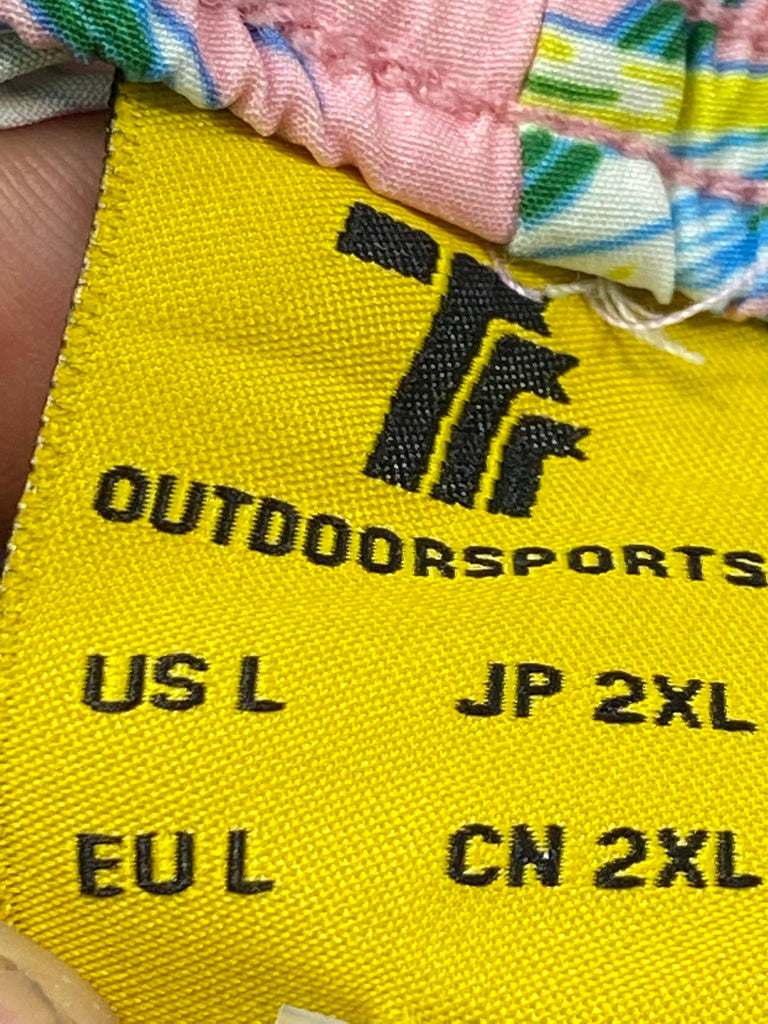 OUTDOORSPORTS
US L JP 2XL
EU L CN 2XL